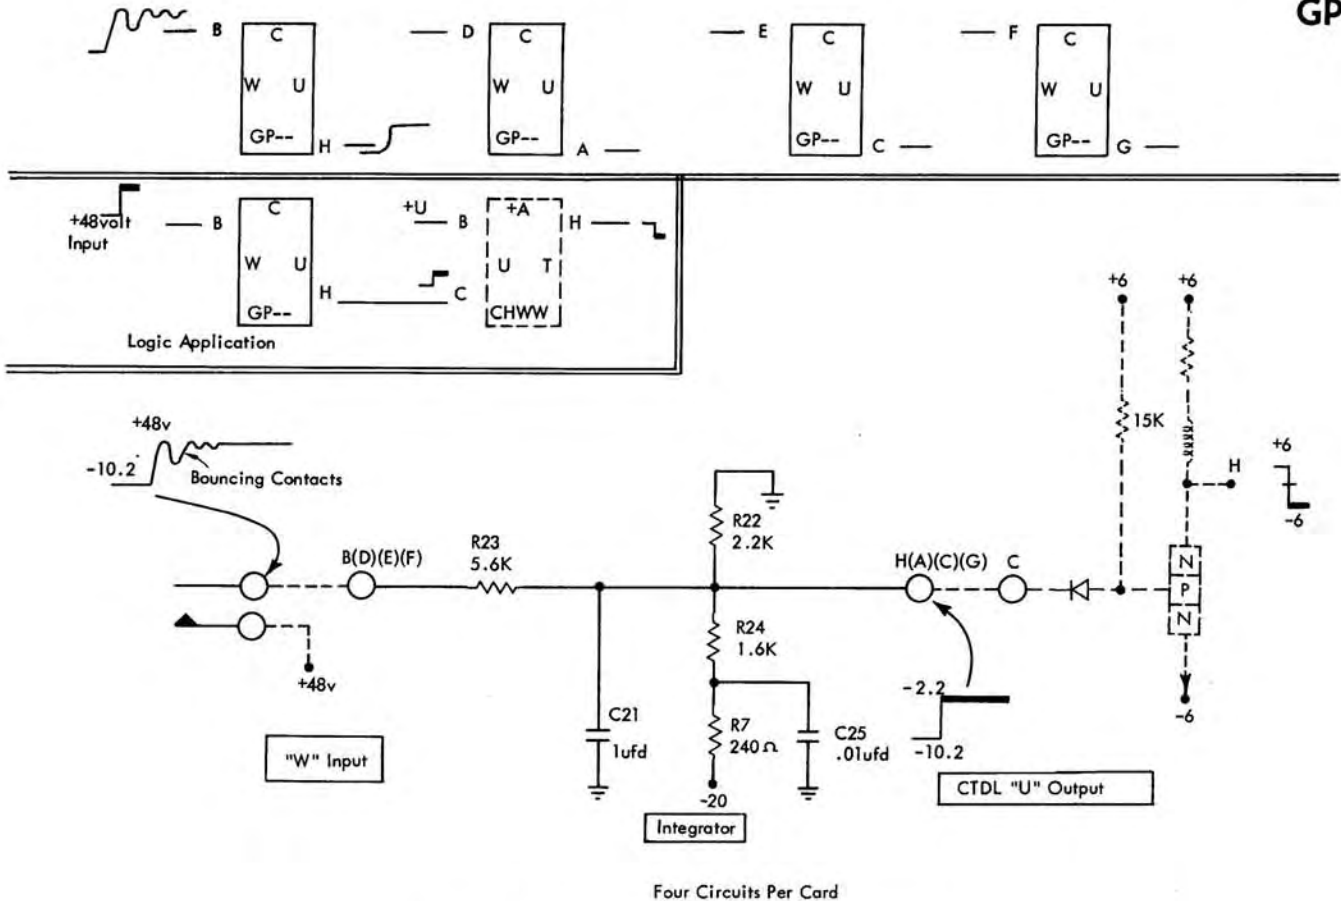 GP
B C D C E C F C
W U W U W U W U
GP-- GP-- GP-- GP--
H A C G
+48volt
Input
B C +U B +A H
W U U T
GP-- H C CHWW
Logic Application
+6 +6
15K
+48v
-10.2
Bouncing Contacts
H +6
-6
R22
2.2K
R23
5.6K
B(D)(E)(F)
H(A)(C)(G) C
N
P
N
R24
1.6K
+48v
-2.2
-10.2
-6
C21
1ufd
R7
240Ω
C25
.01ufd
-20
"W" Input
Integrator
CTDL "U" Output
Four Circuits Per Card